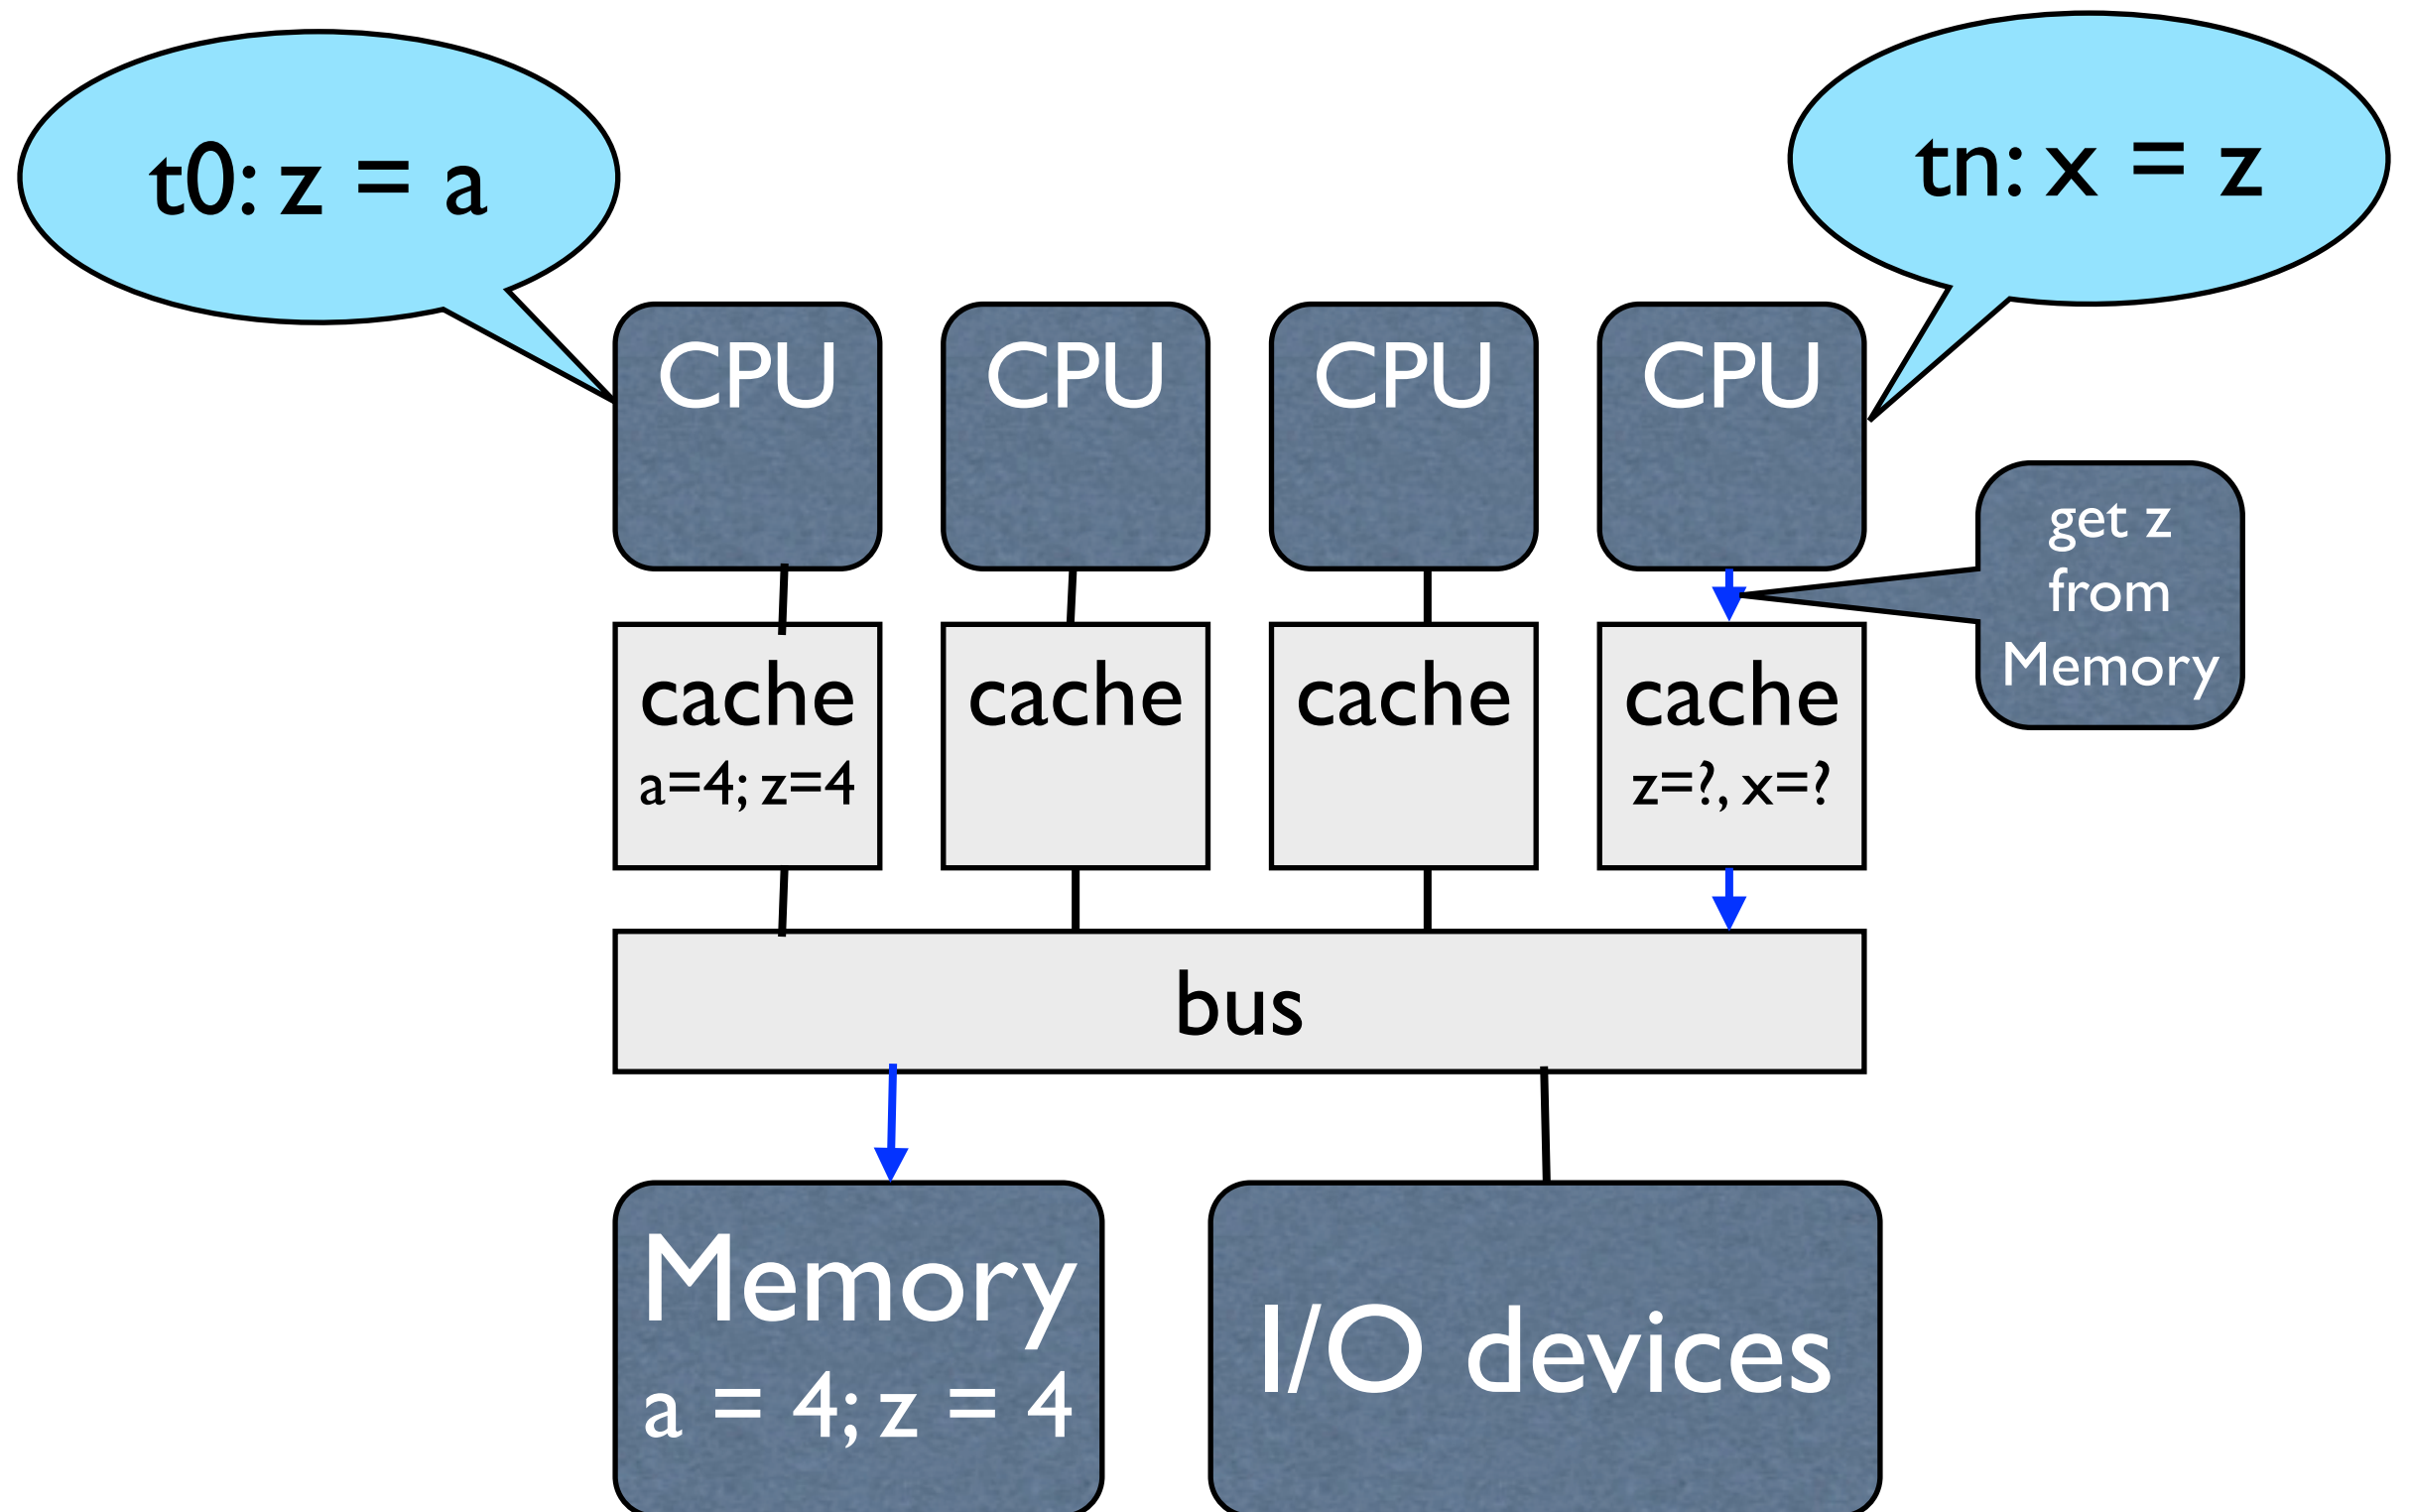 t0: z = a
tn: x = z
CPU
CPU
CPU
CPU
get z
from
Memory
cache
a=4; z=4
cache
cache
cache
z=?, x=?
bus
Memory
a = 4; z = 4
I/O devices